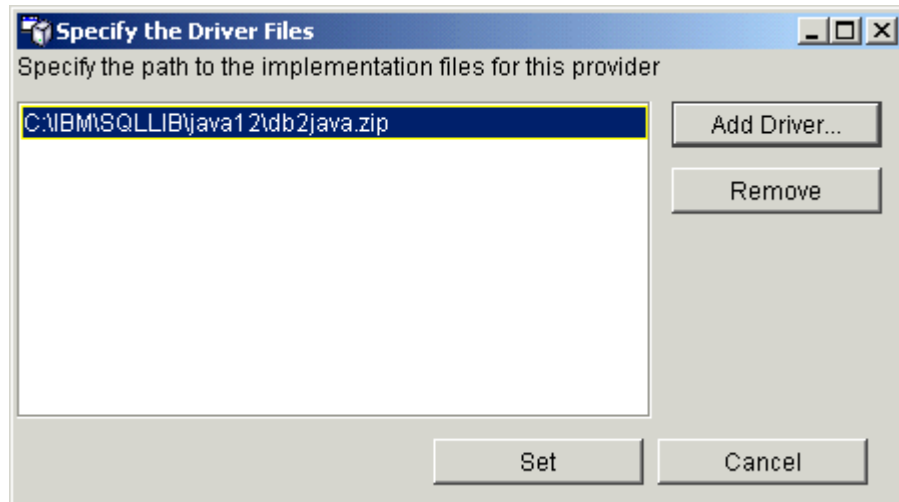 Specify the Driver Files
Specify the path to the implementation files for this provider
C:\IBM\SQLLIB\java12\db2java.zip
Add Driver...
Remove
Set
Cancel